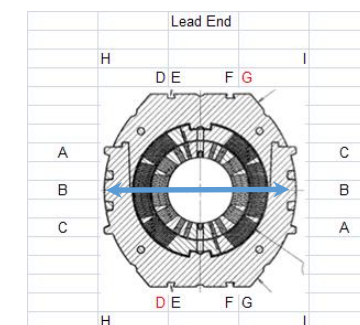 Lead End
H I
D E F G
A C
B B
C A
D E F G
H I